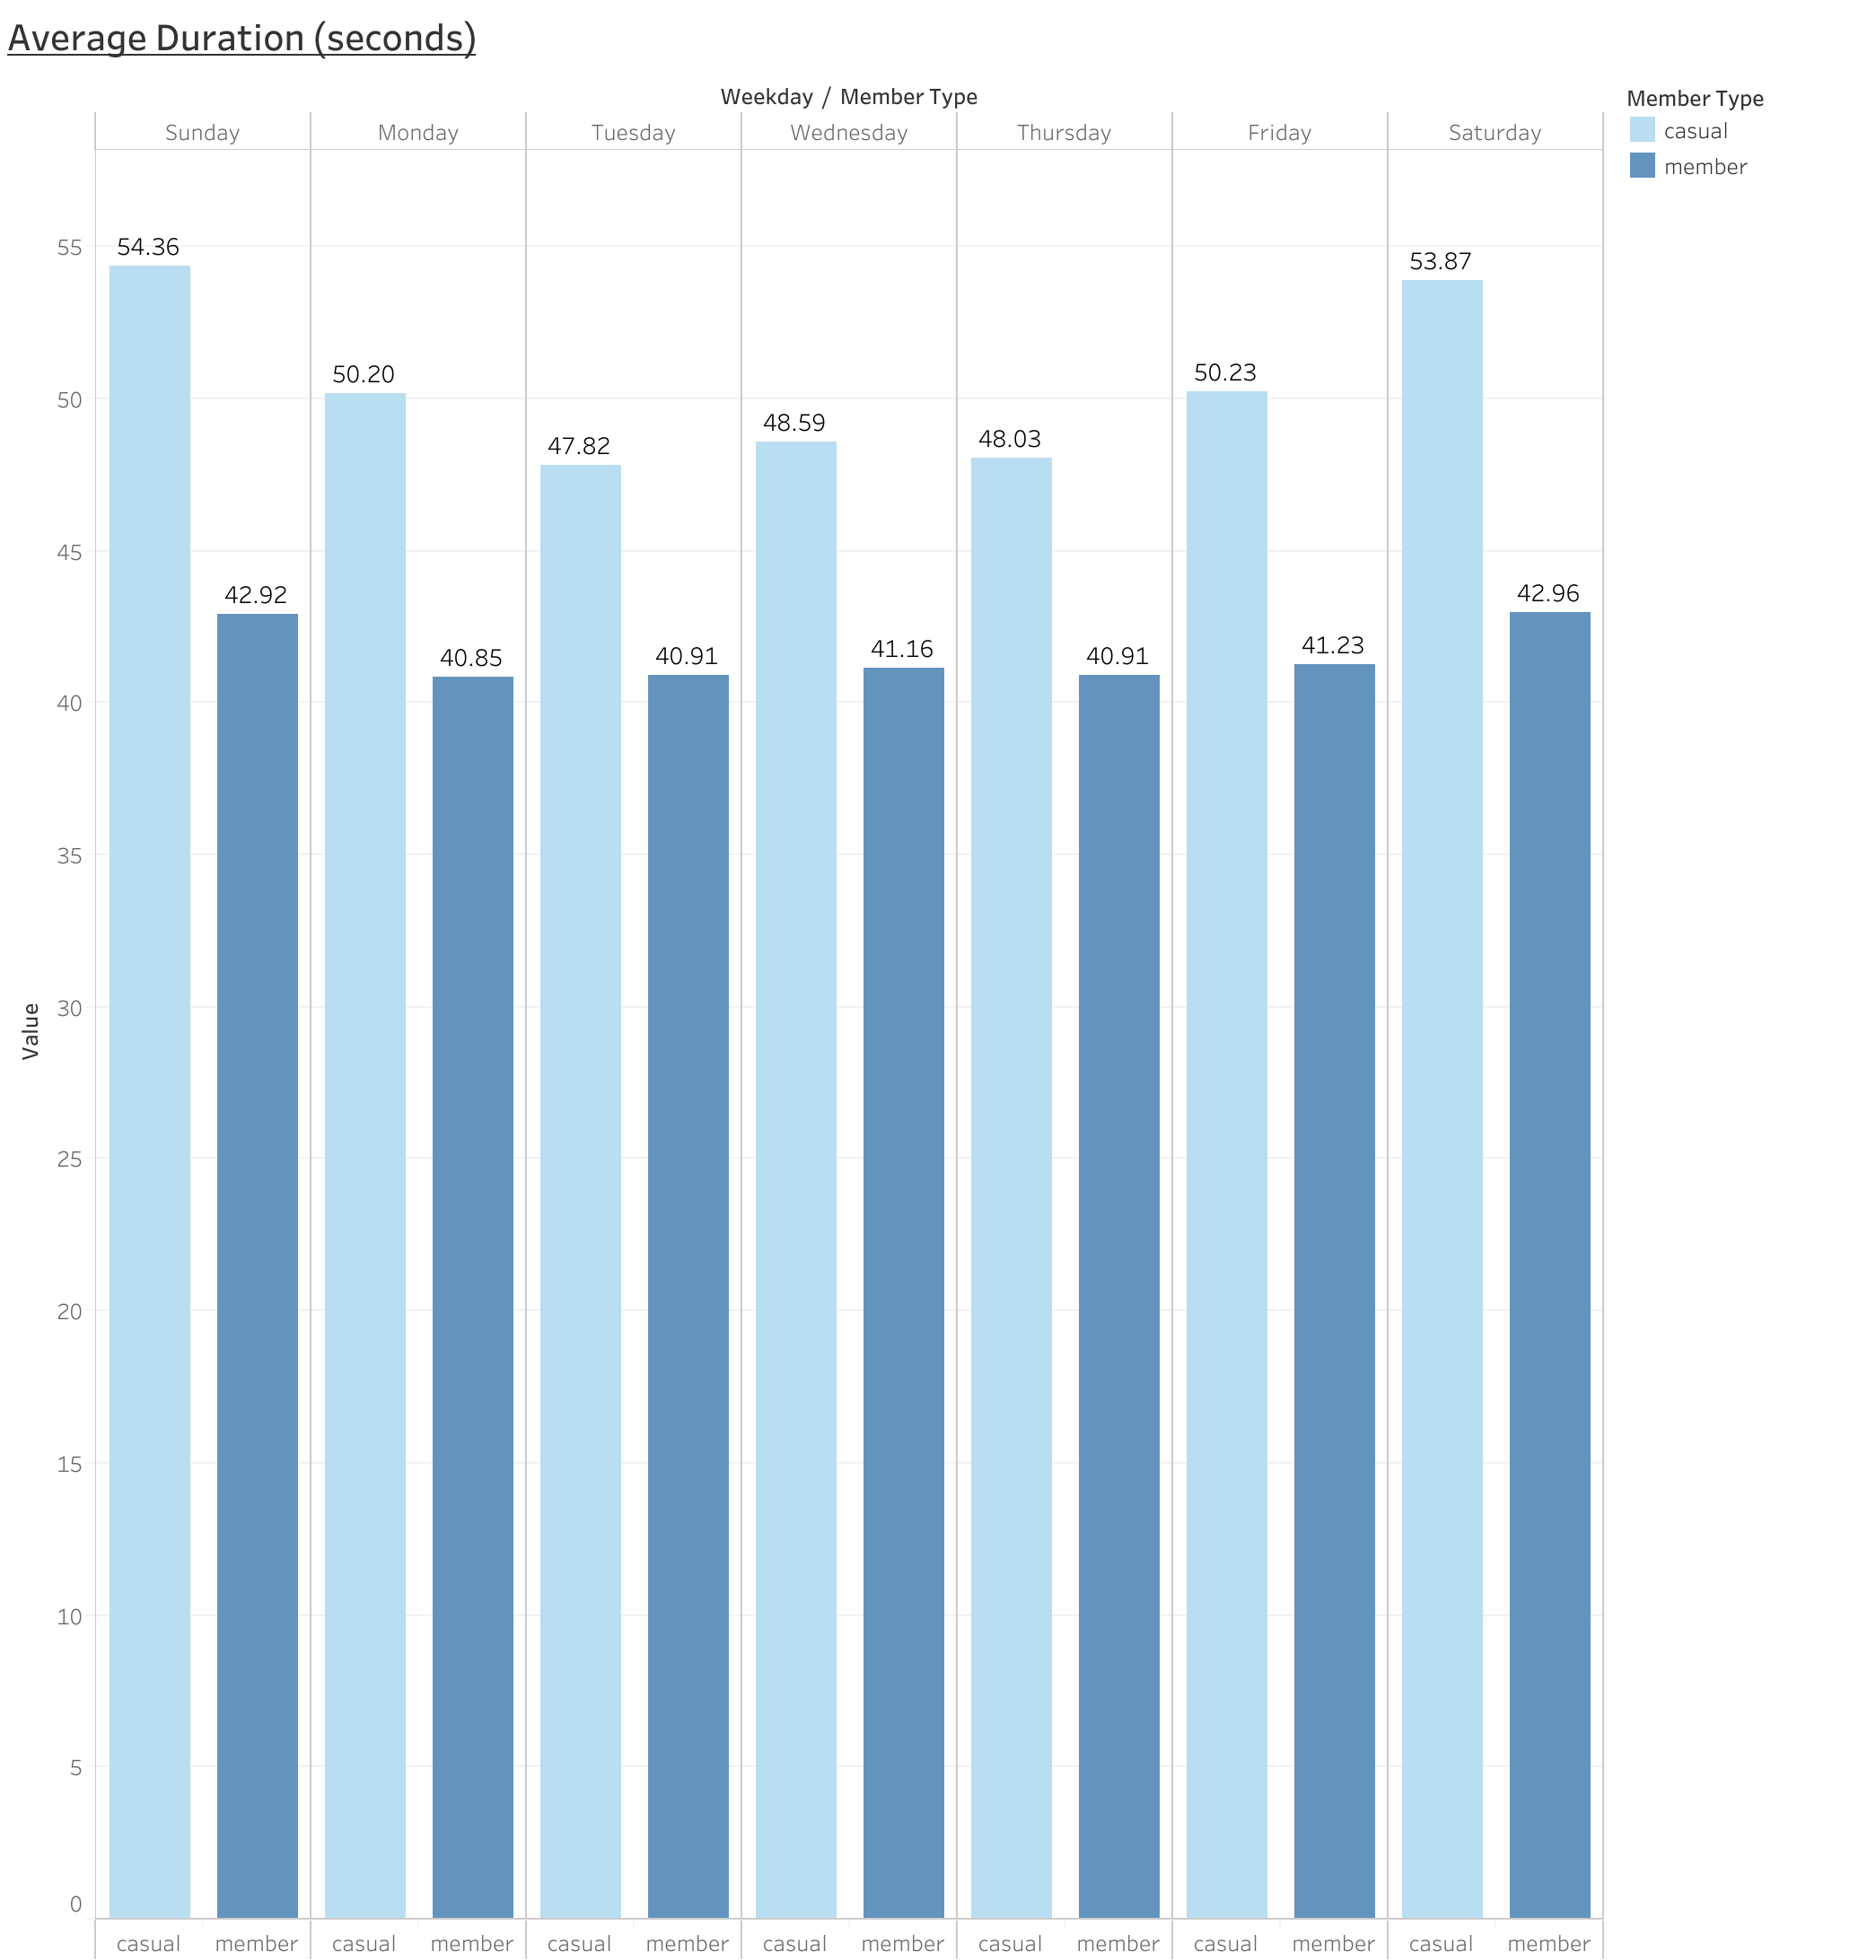 Average Duration (seconds)
Weekday / Member Type
Member Type
casual
member
Sunday Monday Tuesday Wednesday Thursday Friday Saturday
55
50
45
40
35
30
25
20
15
10
5
0
Value
54.36 42.92 50.20 40.85 47.82 40.91 48.59 41.16 48.03 40.91 50.23 41.23 53.87 42.96
casual member casual member casual member casual member casual member casual member casual member